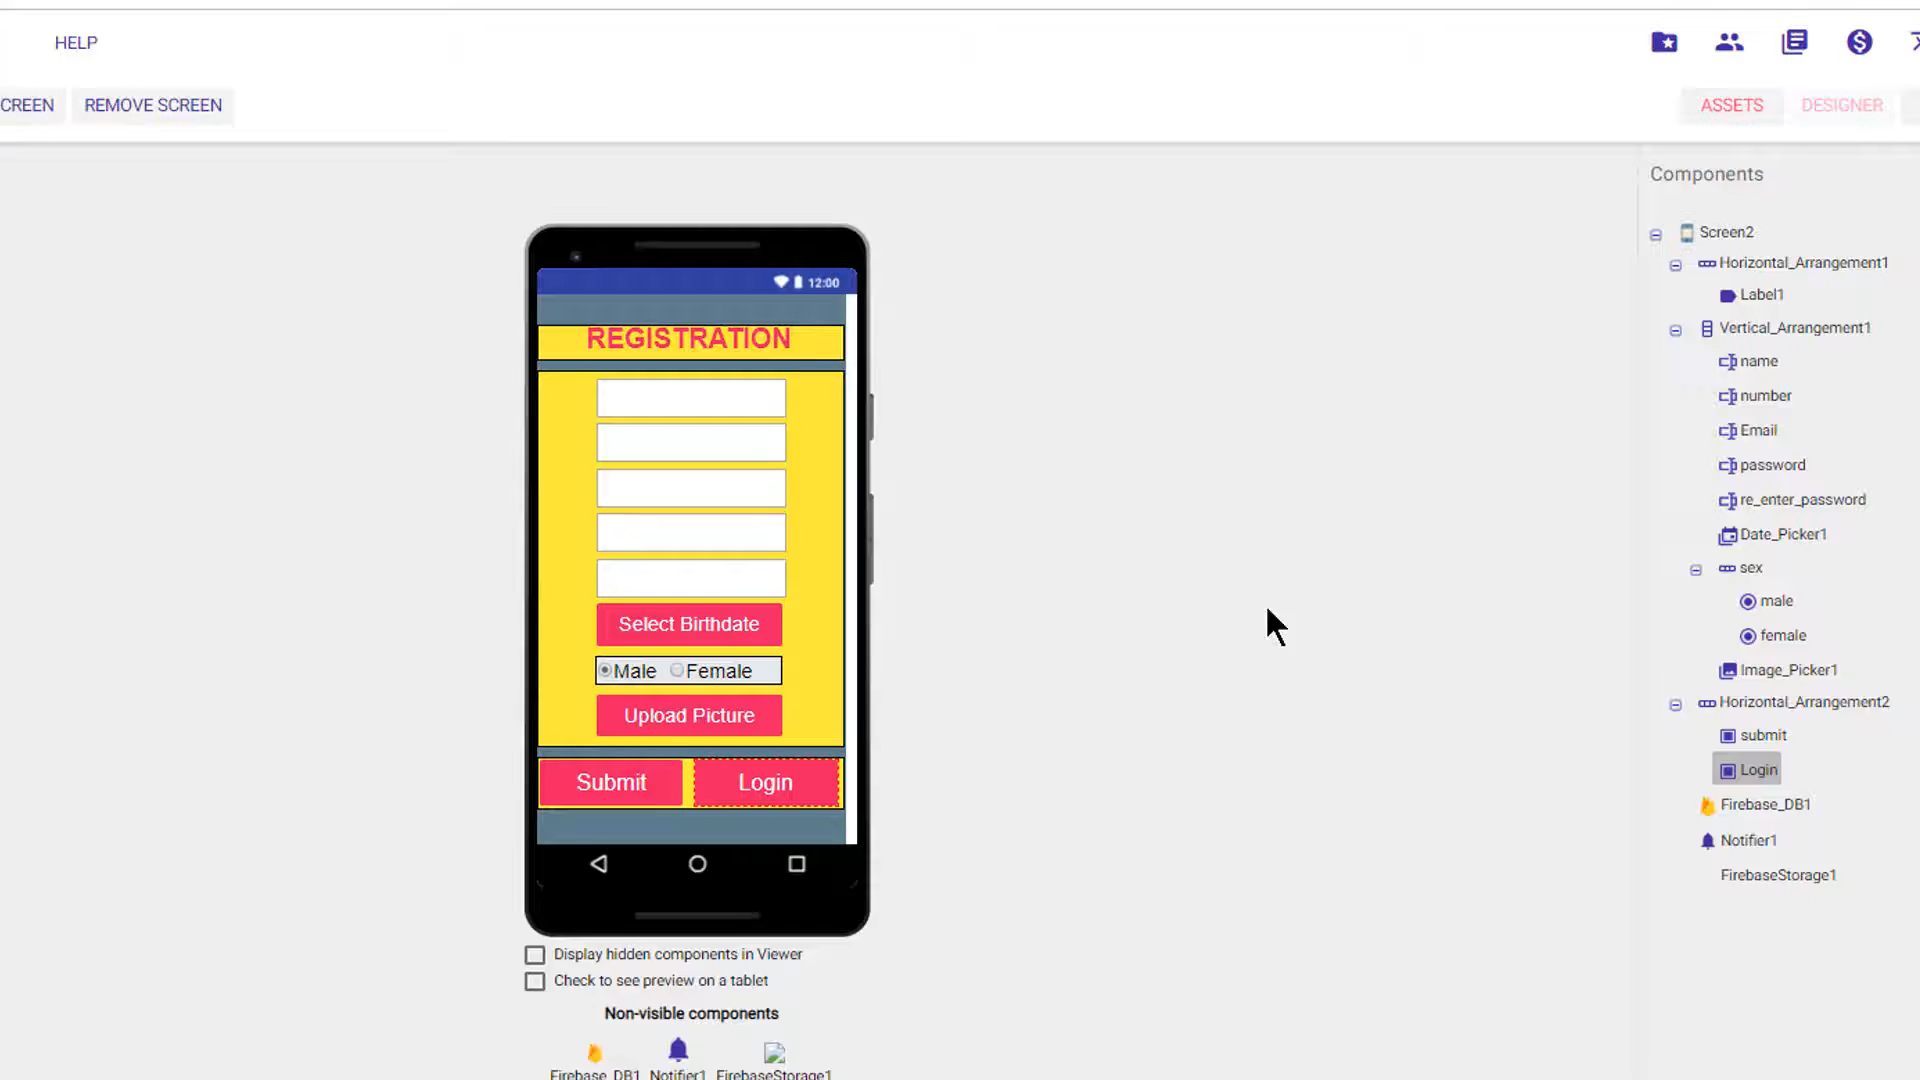 HELP
CREEN
REMOVE SCREEN
ASSETS
DESIGNER
Components
Screen2
Horizontal_Arrangement1
Label1
Vertical_Arrangement1
name
number
Email
password
re_enter_password
Date_Picker1
sex
male
female
Image_Picker1
Horizontal_Arrangement2
submit
Login
Firebase_DB1
Notifier1
FirebaseStorage1
12:00
REGISTRATION
Select Birthdate
Male Female
Upload Picture
Submit Login
Display hidden components in Viewer
Check to see preview on a tablet
Non-visible components
Firebase_DB1 Notifier1 FirebaseStorage1